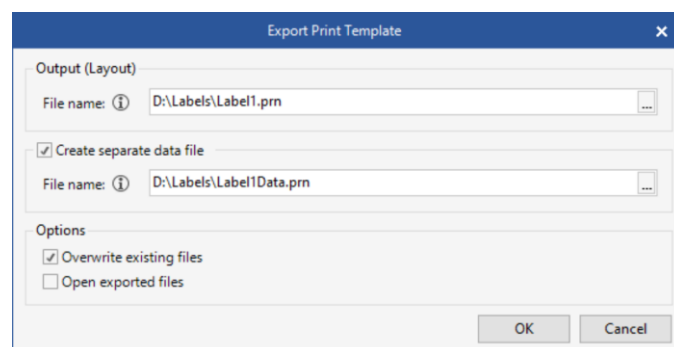 Export Print Template
Output (Layout)
File name: D:\Labels\Label1.prn ...
Create separate data file
File name: D:\Labels\Label1Data.prn ...
Options
Overwrite existing files
Open exported files
OK Cancel